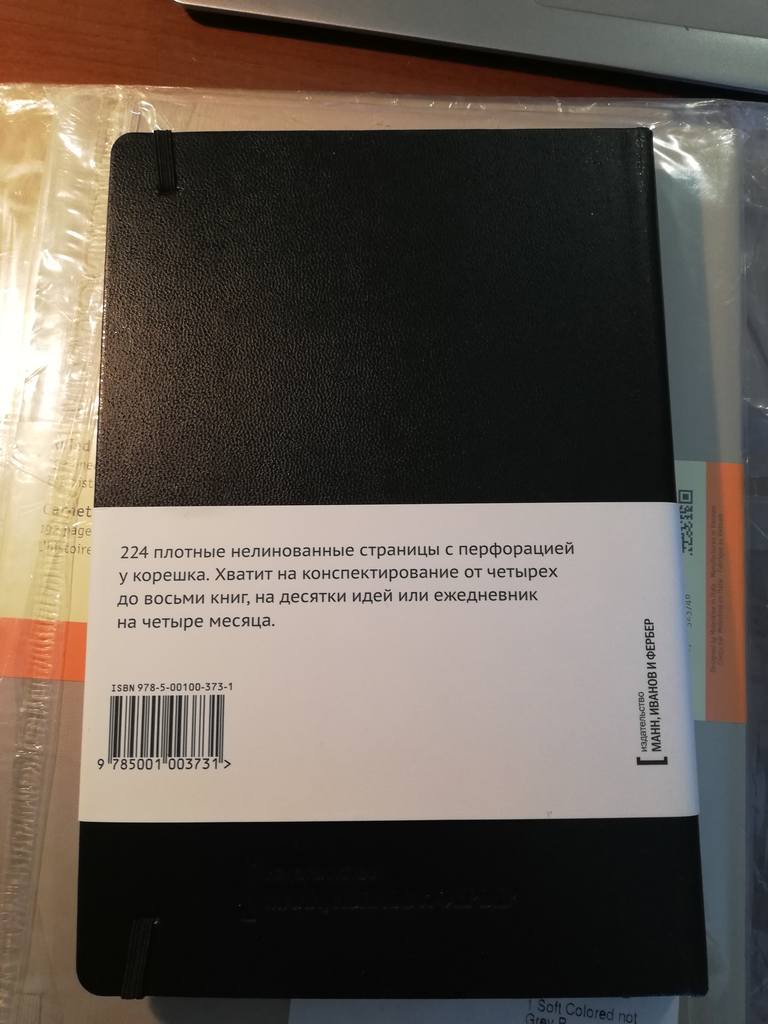 224 плотные нелинованные страницы с перфорацией
у корешка. Хватит на конспектирование от четырех
до восьми книг, на десятки идей или ежедневник
на четыре месяца.
ISBN 978-5-00100-373-1
9 785001 003731 >
издательство
МАНН, ИВАНОВ И ФЕРБЕР
1 Soft Colored not